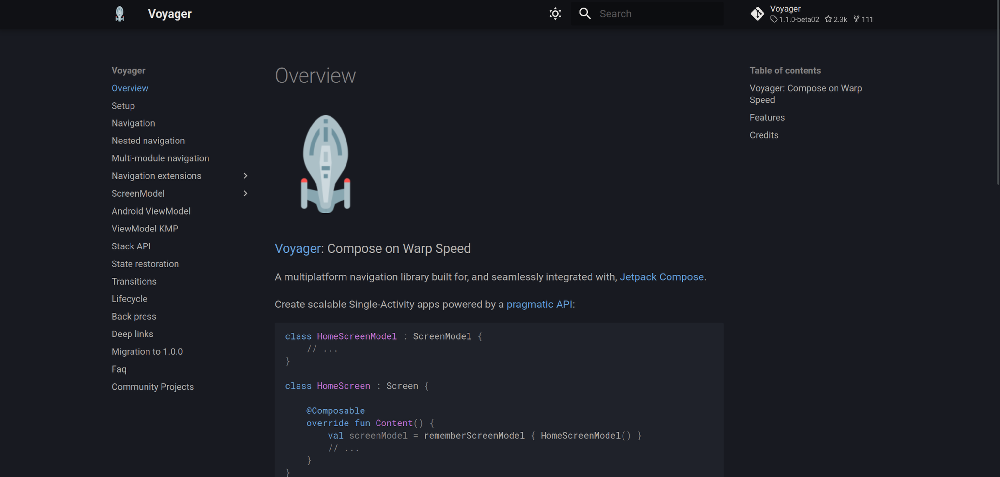 Voyager
Search
Voyager
1.1.0-beta02 2.3k 111
Voyager
Overview
Setup
Navigation
Nested navigation
Multi-module navigation
Navigation extensions
ScreenModel
Android ViewModel
ViewModel KMP
Stack API
State restoration
Transitions
Lifecycle
Back press
Deep links
Migration to 1.0.0
Faq
Community Projects
Overview
Voyager: Compose on Warp Speed
A multiplatform navigation library built for, and seamlessly integrated with, Jetpack Compose.
Create scalable Single-Activity apps powered by a pragmatic API:
class HomeScreenModel : ScreenModel {
    // ...
}
class HomeScreen : Screen {
    @Composable
    override fun Content() {
        val screenModel = rememberScreenModel { HomeScreenModel() }
        // ...
    }
}
Table of contents
Voyager: Compose on Warp
Speed
Features
Credits